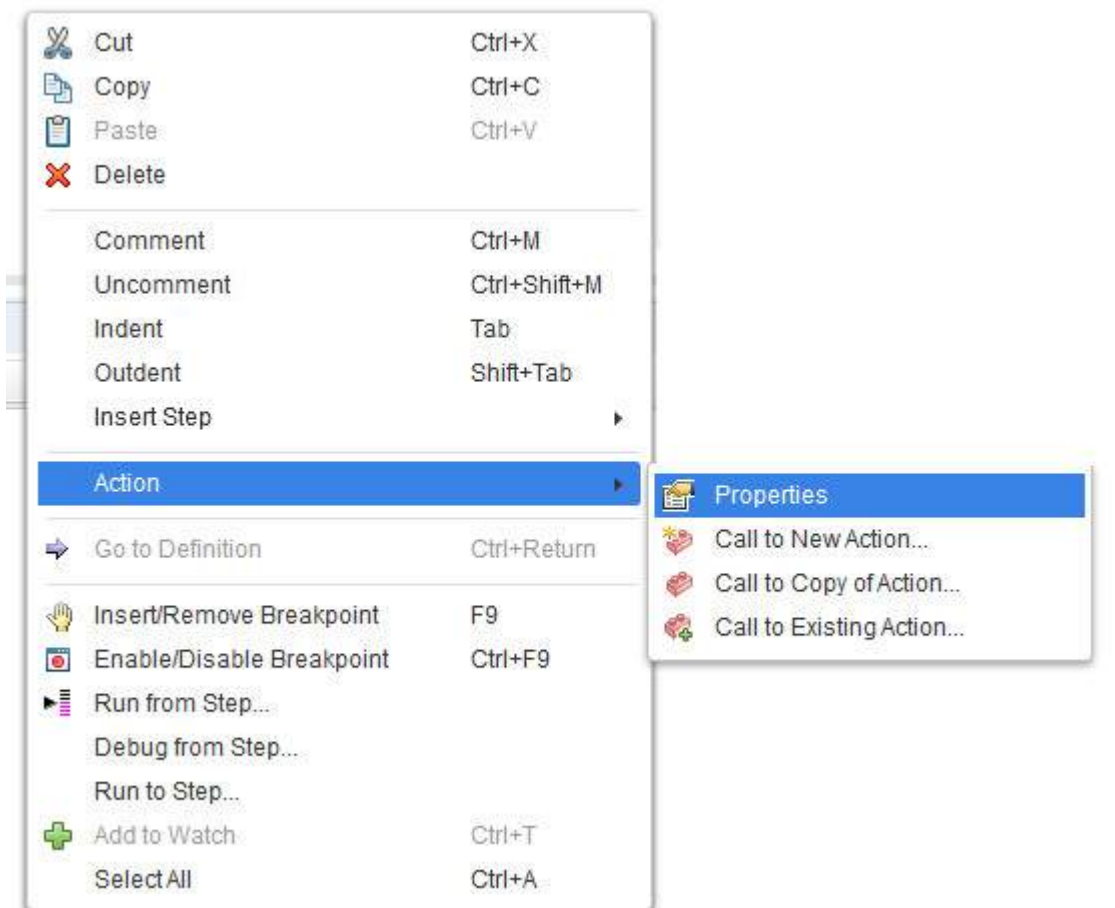 Cut Ctrl+X
Copy Ctrl+C
Paste Ctrl+V
Delete
Comment Ctrl+M
Uncomment Ctrl+Shift+M
Indent Tab
Outdent Shift+Tab
Insert Step
Action
Properties
Call to New Action...
Call to Copy of Action...
Call to Existing Action...
Go to Definition Ctrl+Return
Insert/Remove Breakpoint F9
Enable/Disable Breakpoint Ctrl+F9
Run from Step...
Debug from Step...
Run to Step...
Add to Watch Ctrl+T
Select All Ctrl+A